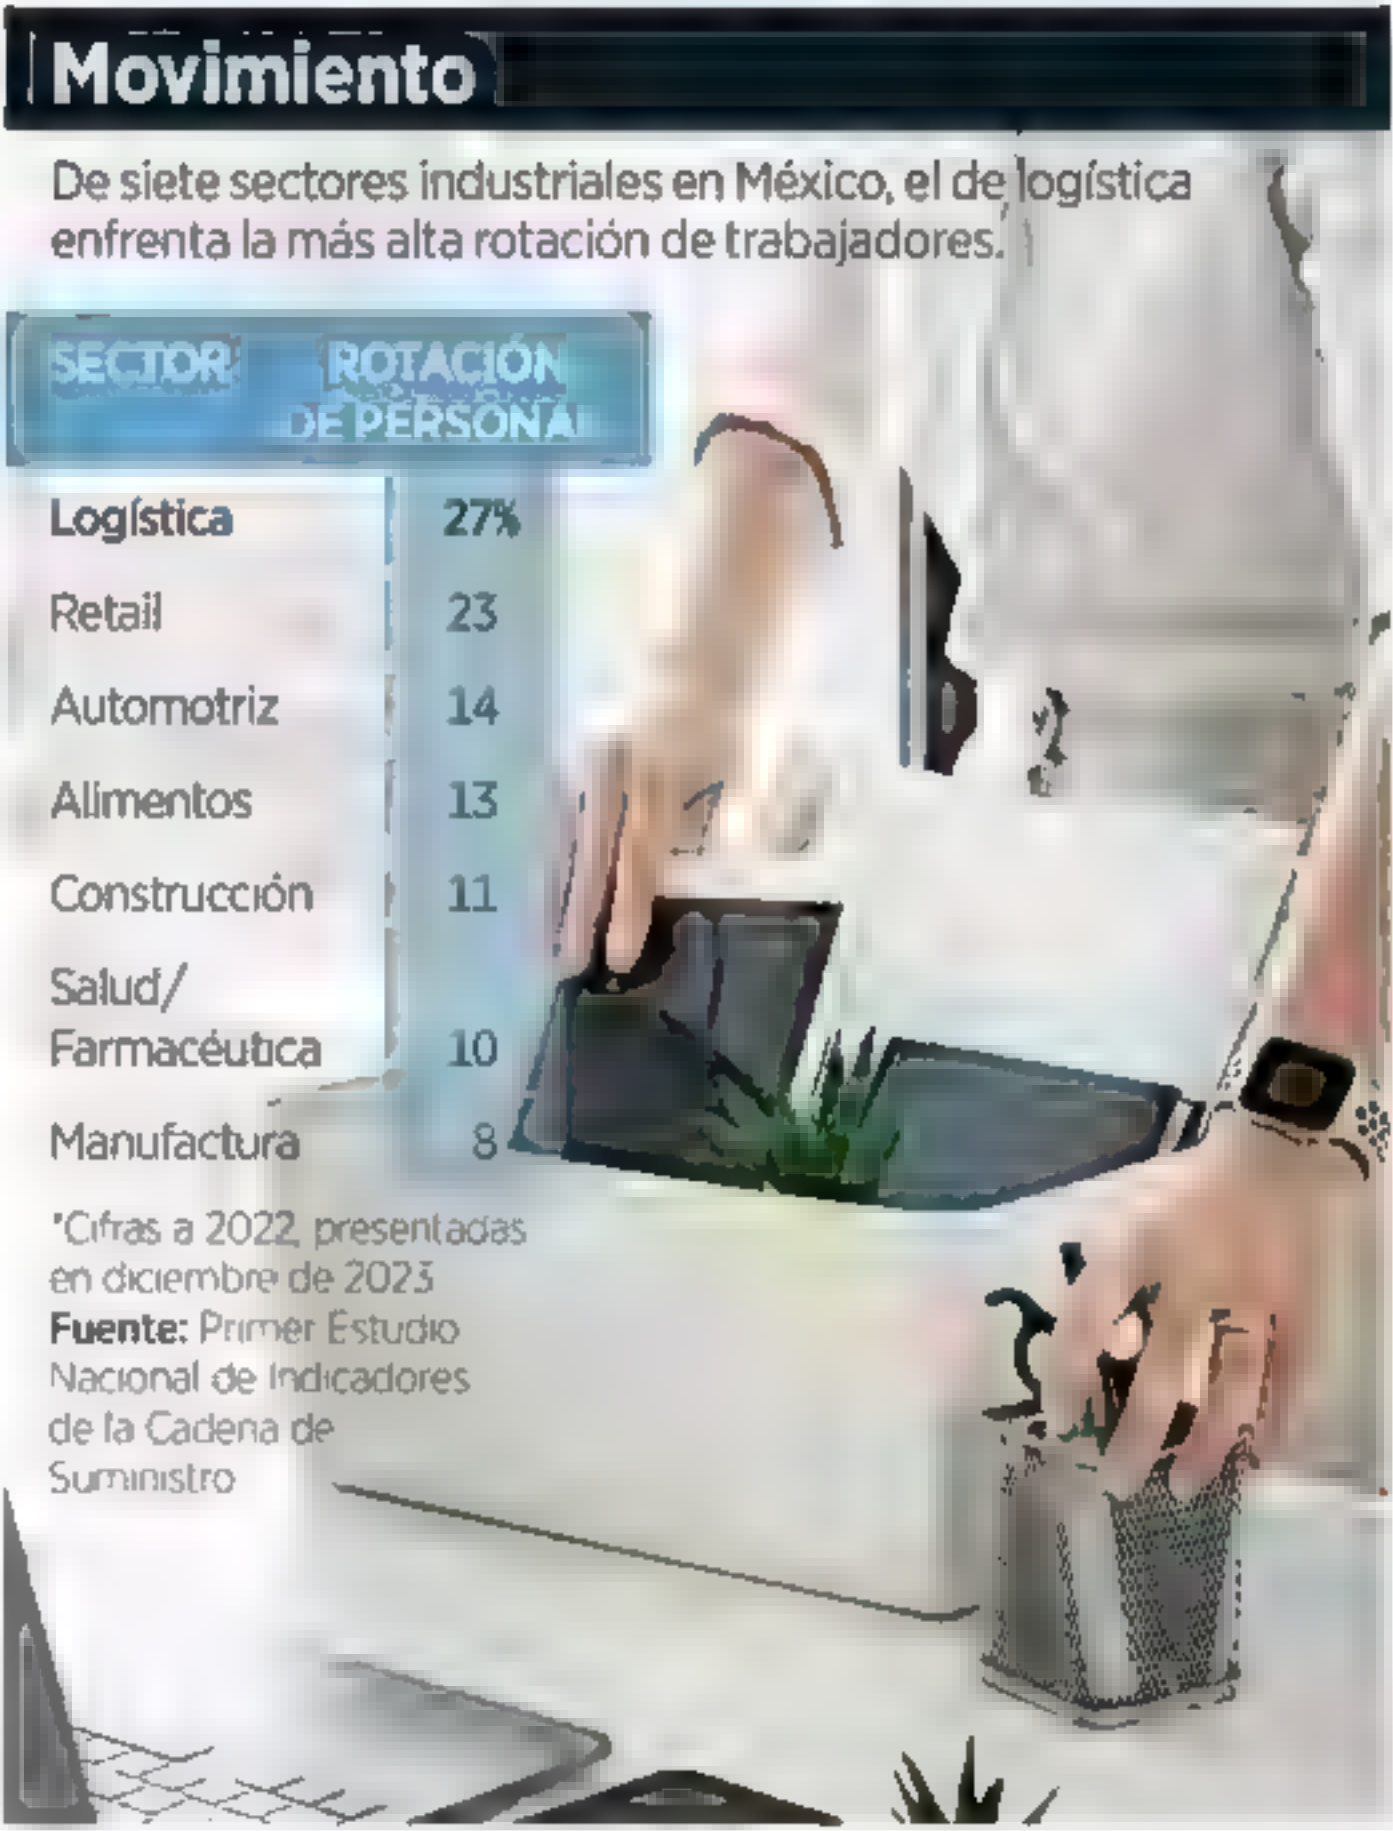 Movimiento
De siete sectores industriales en México, el de logística
enfrenta la más alta rotación de trabajadores.
SECTOR ROTACIÓN
DE PERSONAL
Logística 27%
Retail 23
Automotriz 14
Alimentos 13
Construcción 11
Salud/
Farmacéutica 10
Manufactura 8
*Cifras a 2022, presentadas
en diciembre de 2023
Fuente: Primer Estudio
Nacional de Indicadores
de la Cadena de
Suministro